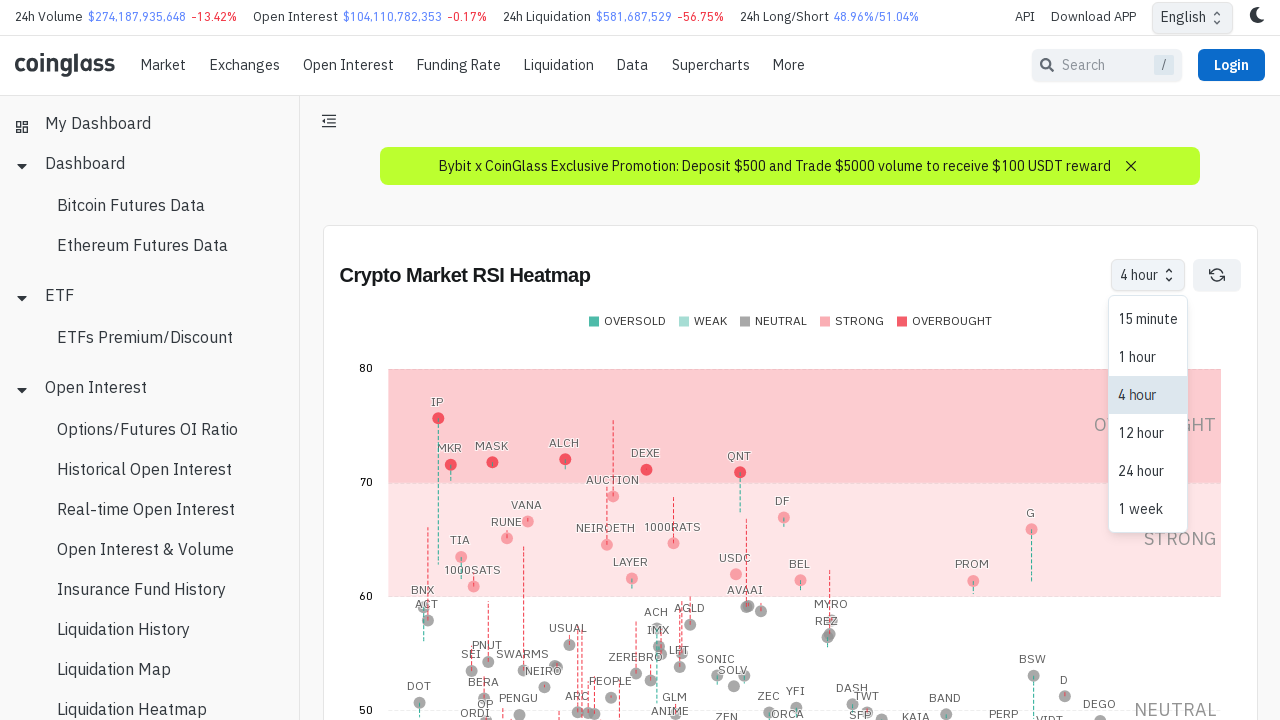 24h Volume $274,187,935,648 -13.42% Open Interest $104,110,782,353 -0.17% 24h Liquidation $581,687,529 -56.75% 24h Long/Short 48.96%/51.04% API Download APP English
coinglass Market Exchanges Open Interest Funding Rate Liquidation Data Supercharts More Search / Login
My Dashboard
Dashboard
Bitcoin Futures Data
Ethereum Futures Data
ETF
ETFs Premium/Discount
Open Interest
Options/Futures OI Ratio
Historical Open Interest
Real-time Open Interest
Open Interest & Volume
Insurance Fund History
Liquidation History
Liquidation Map
Liquidation Heatmap
Bybit x CoinGlass Exclusive Promotion: Deposit $500 and Trade $5000 volume to receive $100 USDT reward
Crypto Market RSI Heatmap
4 hour
15 minute
1 hour
4 hour
12 hour
24 hour
1 week
OVERSOLD WEAK NEUTRAL STRONG OVERBOUGHT
80
IP
MKR MASK ALCH DEXE QNT
70
AUCTION
VANA DF
RUNE NEIROETH 1000RATS G
STRONG
TIA
1000SATS LAYER USDC BEL PROM
60
BNX AVAAI
ACT ACH AGLD MYRO
USUAL IMX REZ
PNUT
SEI SWARMS ZEREBRO LPT SONIC BSW
NEIRO SOLV
DOT BERA PEOPLE D
PENGU ARC GLM ZEC YFI DASH TWT BAND
OP DEGO
50 ORDI ANIME ZEN ORCA SFP KAIA PERP VIDT NEUTRAL